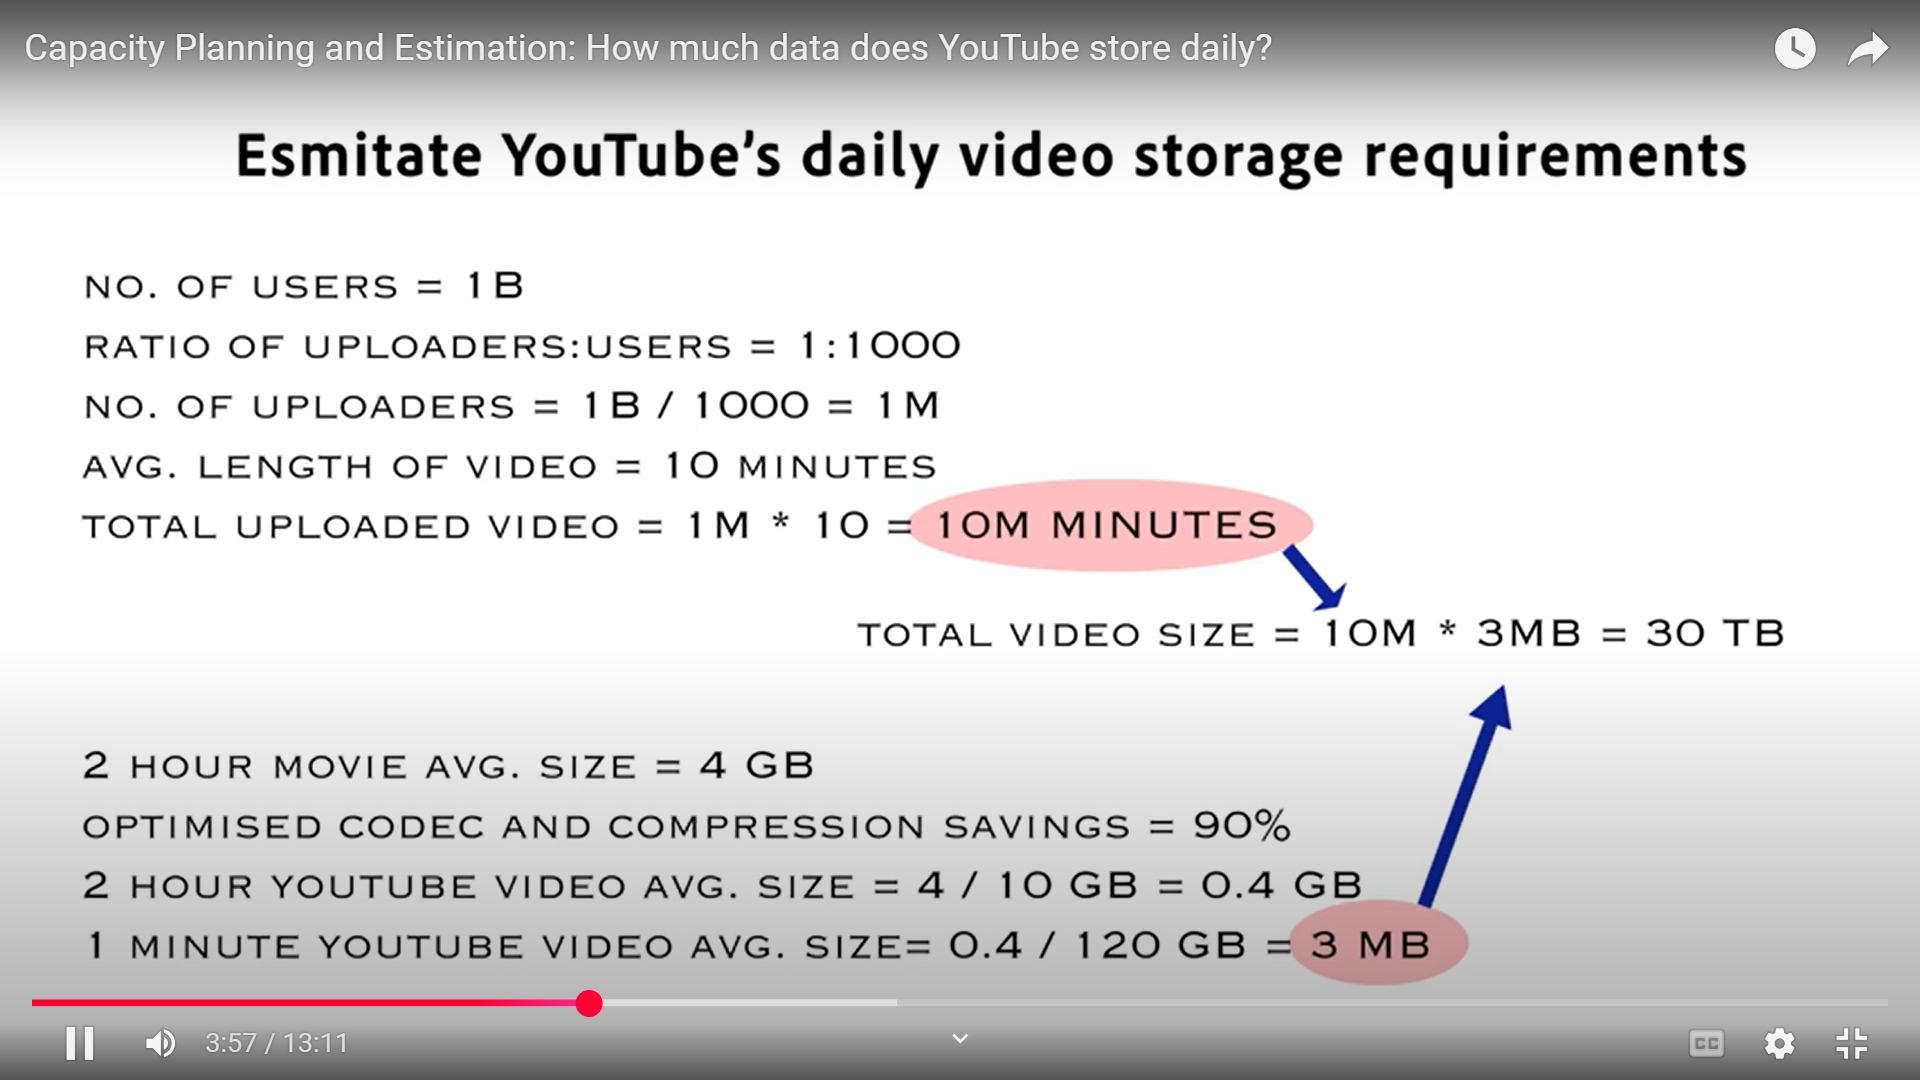 Capacity Planning and Estimation: How much data does YouTube store daily?
Esmitate YouTube's daily video storage requirements
NO. OF USERS = 1B
RATIO OF UPLOADERS:USERS = 1:1000
NO. OF UPLOADERS = 1B / 1000 = 1M
AVG. LENGTH OF VIDEO = 10 MINUTES
TOTAL UPLOADED VIDEO = 1M * 10 = 10M MINUTES
TOTAL VIDEO SIZE = 10M * 3MB = 30 TB
2 HOUR MOVIE AVG. SIZE = 4 GB
OPTIMISED CODEC AND COMPRESSION SAVINGS = 90%
2 HOUR YOUTUBE VIDEO AVG. SIZE = 4 / 10 GB = 0.4 GB
1 MINUTE YOUTUBE VIDEO AVG. SIZE= 0.4 / 120 GB = 3 MB
3:57 / 13:11
CC